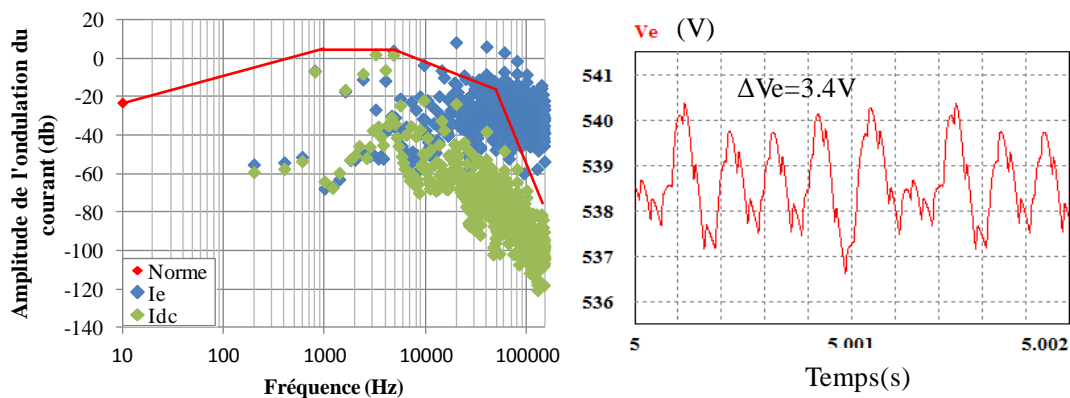 Amplitude de l'ondulation du
courant (db)
20
0
-20
-40
-60
-80
-100
-120
-140
Norme
Ie
Idc
10
100
1000
10000
100000
Fréquence (Hz)
Ve (V)
ΔVe=3.4V
541
540
539
538
537
536
5
5.001
5.002
Temps(s)